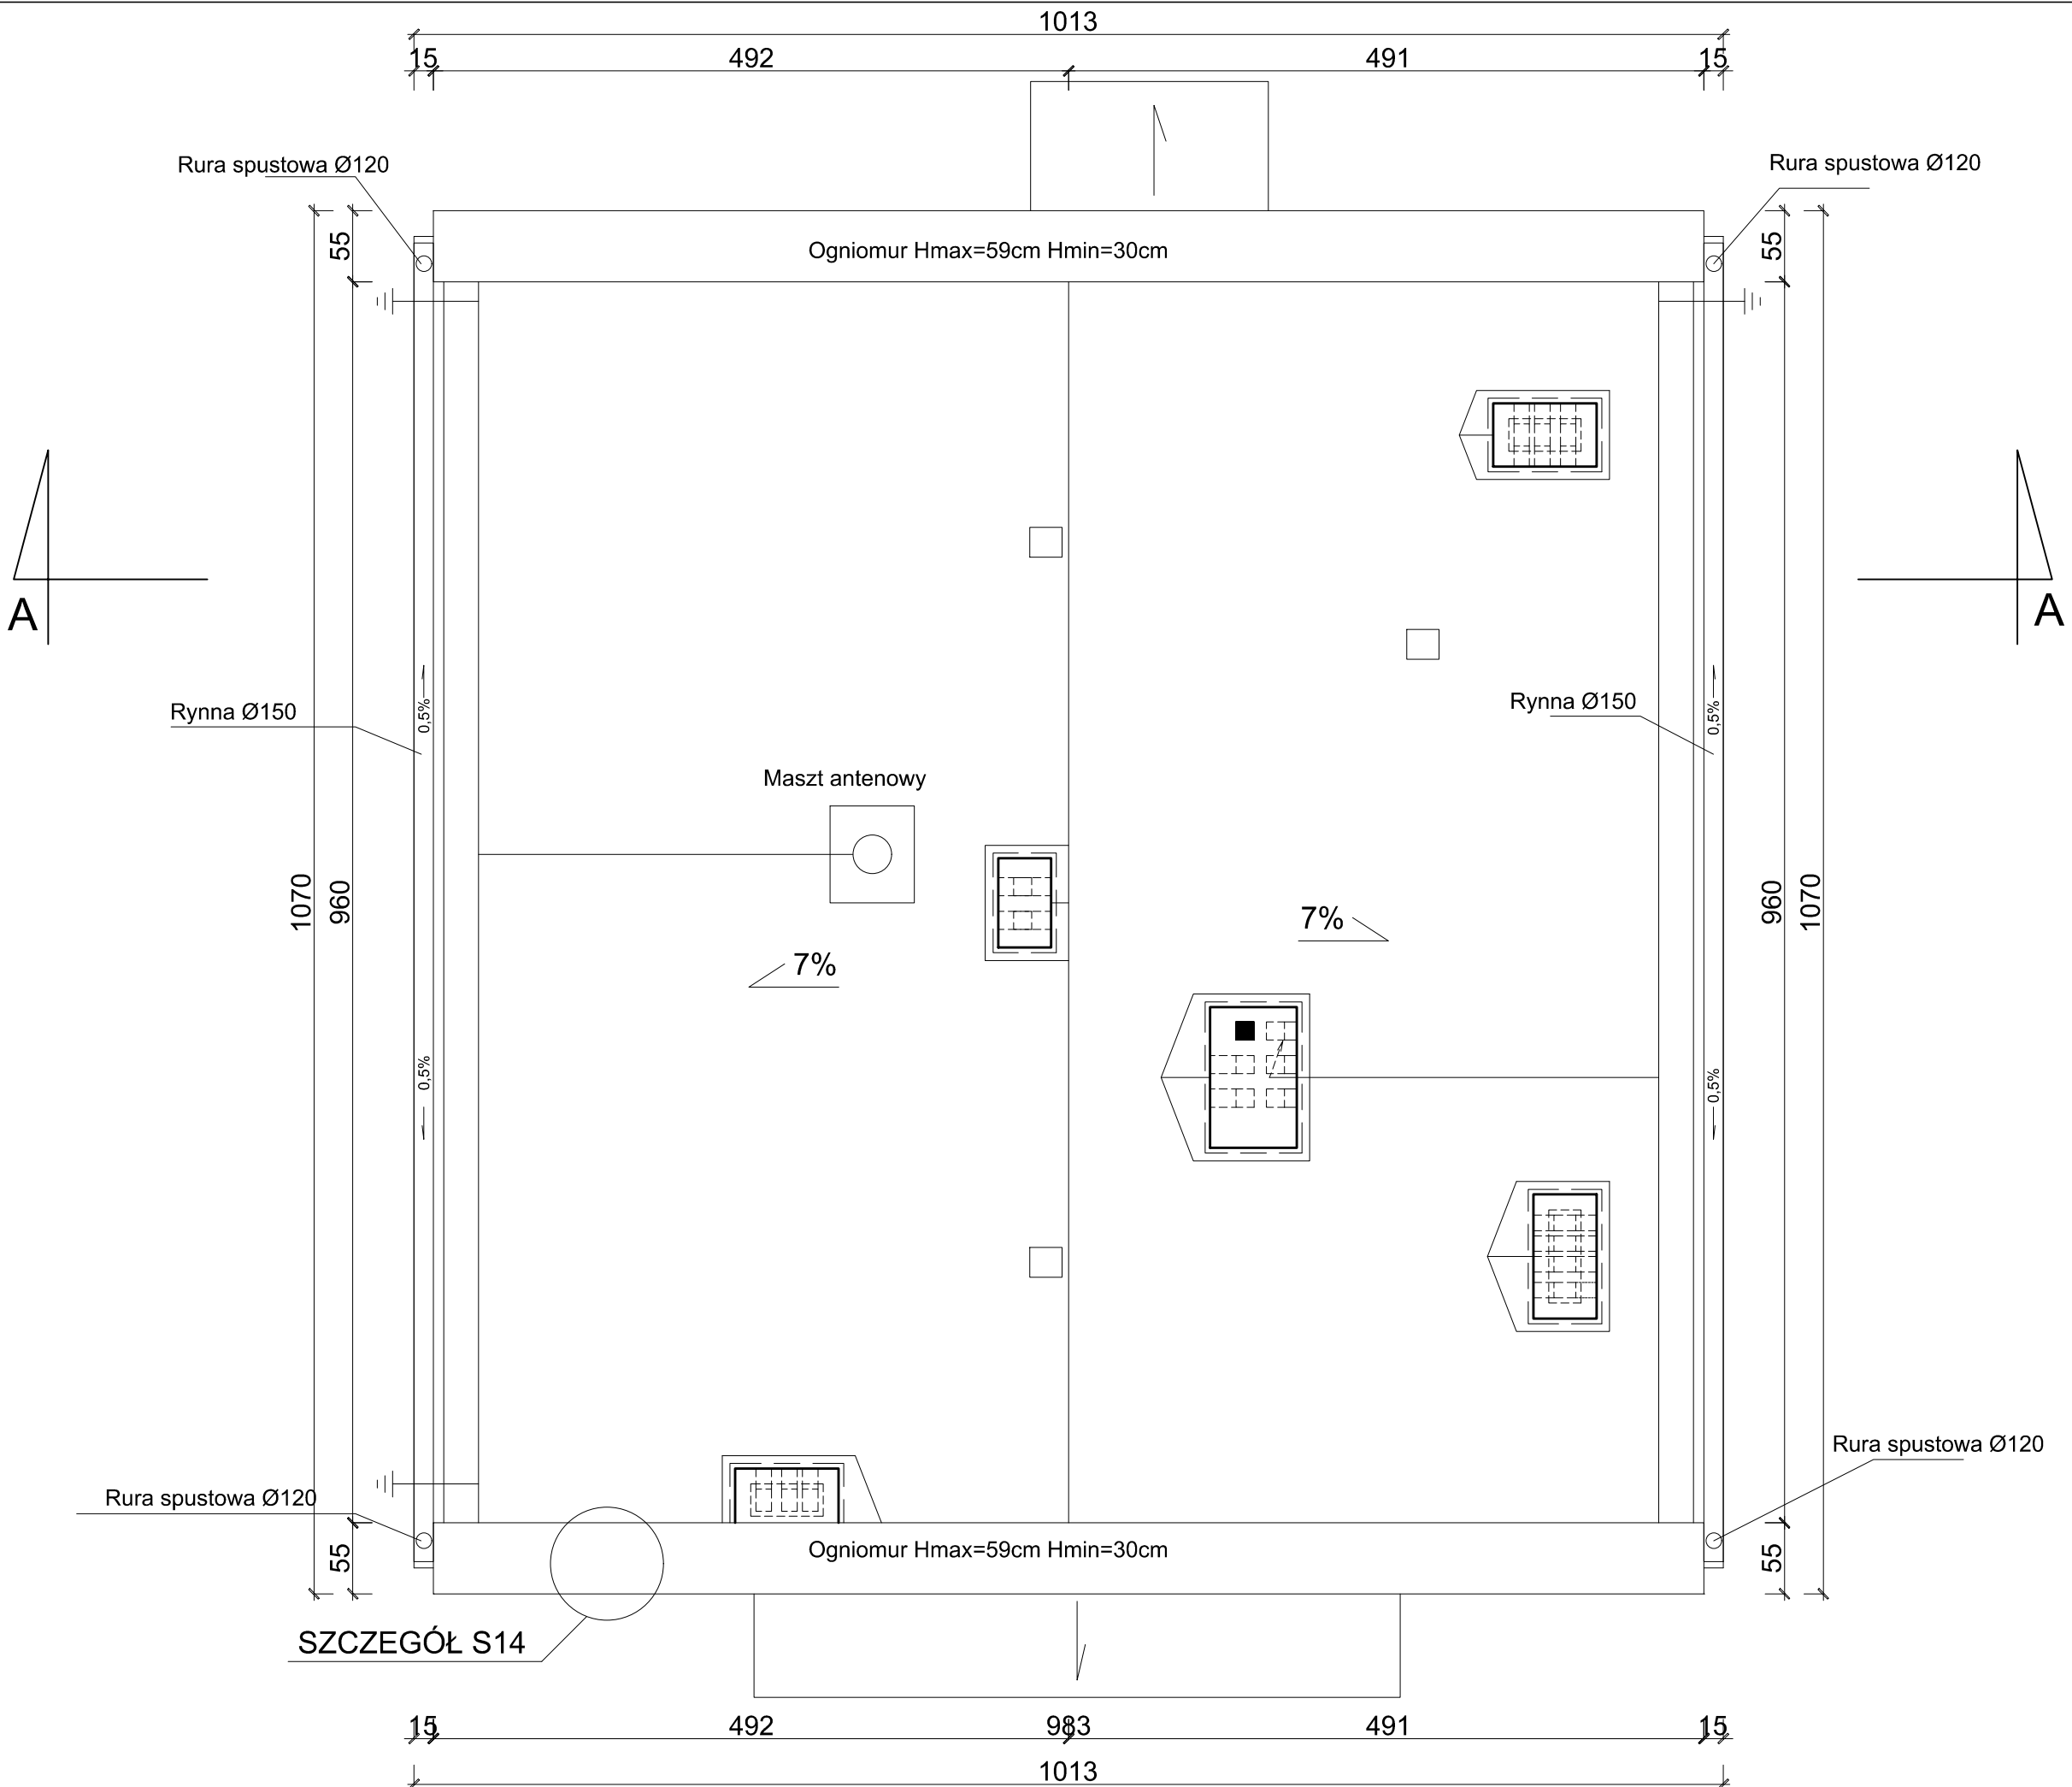 1013
15
492
491
15
Rura spustowa Ø120
Rura spustowa Ø120
55
Ogniomur Hmax=59cm Hmin=30cm
55
A
A
Rynna Ø150
0,5%
Rynna Ø150
0,5%
Maszt antenowy
1070
960
7%
7%
960
1070
0,5%
0,5%
Rura spustowa Ø120
Rura spustowa Ø120
55
Ogniomur Hmax=59cm Hmin=30cm
55
SZCZEGÓŁ S14
15
492
983
491
15
1013